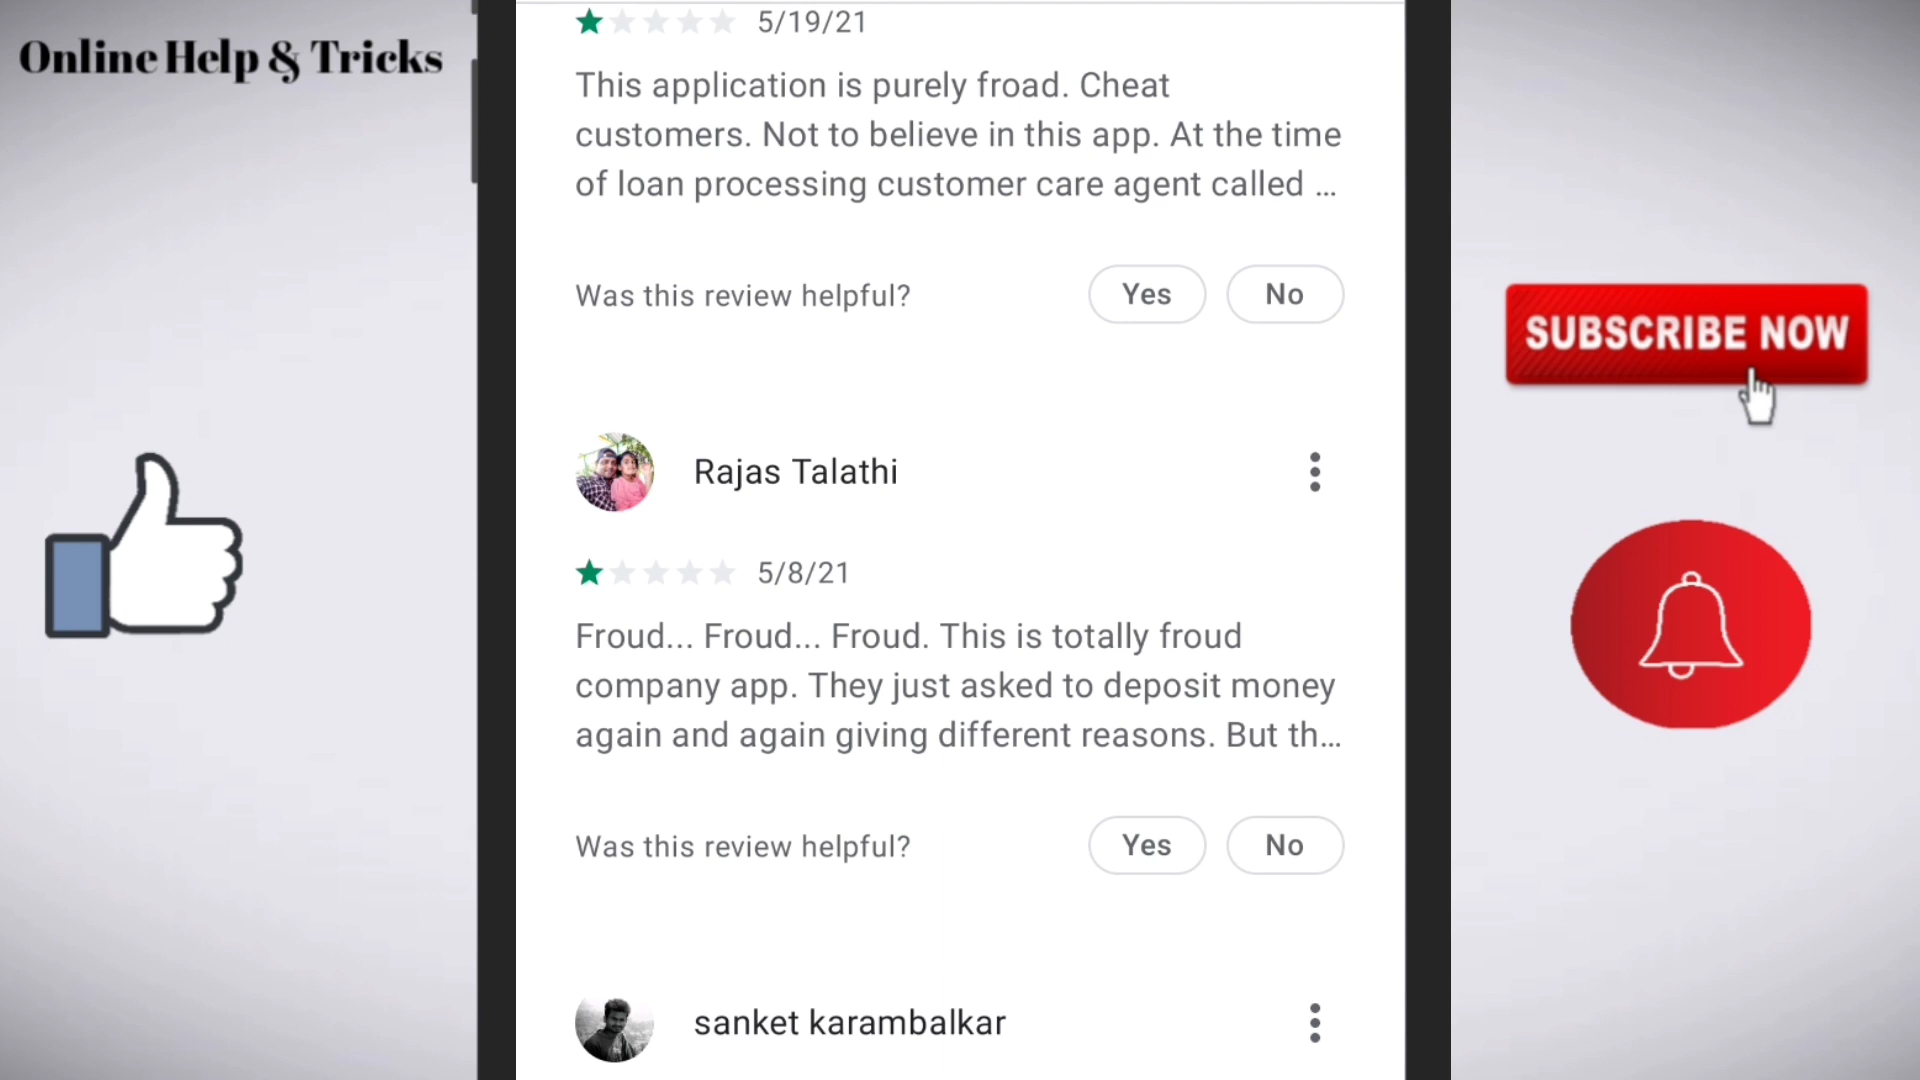 Online Help & Tricks
5/19/21
This application is purely froad. Cheat
customers. Not to believe in this app. At the time
of loan processing customer care agent called ...
Was this review helpful?
Yes
No
SUBSCRIBE NOW
Rajas Talathi
5/8/21
Froud... Froud... Froud. This is totally froud
company app. They just asked to deposit money
again and again giving different reasons. But th...
Was this review helpful?
Yes
No
sanket karambalkar